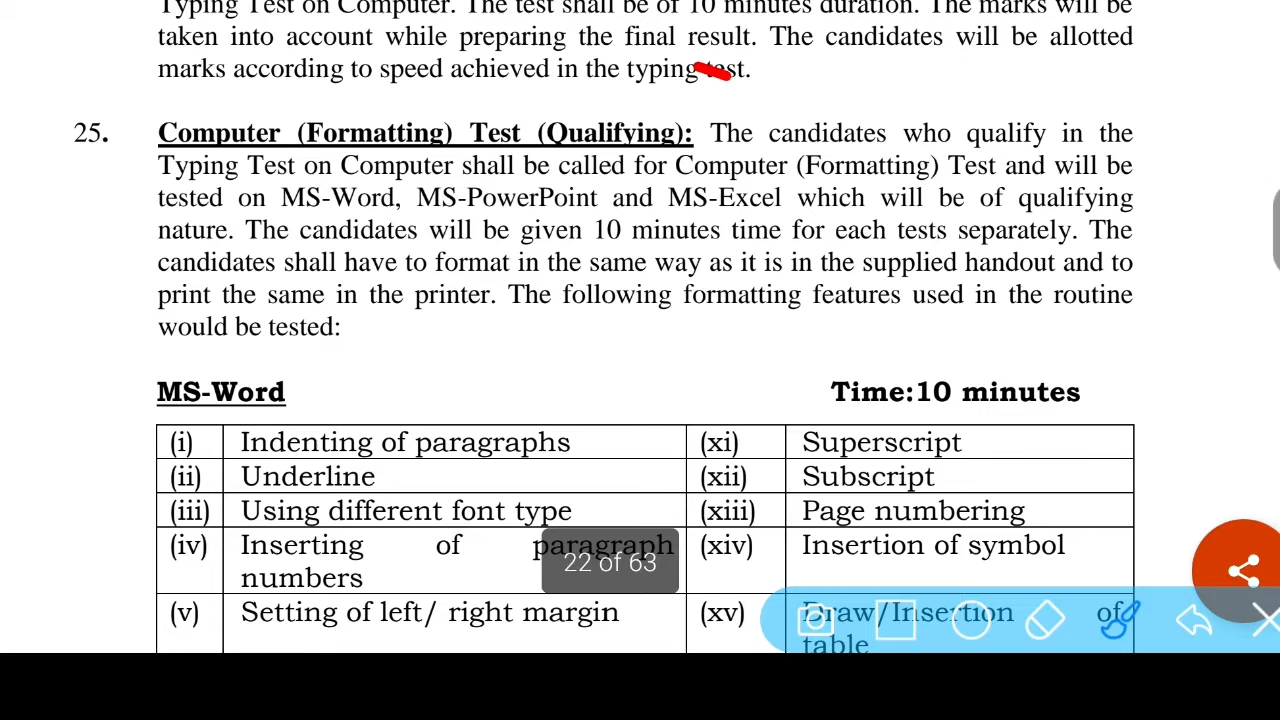 Typing Test on Computer. The test shall be of 10 minutes duration. The marks will be
taken into account while preparing the final result. The candidates will be allotted
marks according to speed achieved in the typing test.
25. Computer (Formatting) Test (Qualifying): The candidates who qualify in the
Typing Test on Computer shall be called for Computer (Formatting) Test and will be
tested on MS-Word, MS-PowerPoint and MS-Excel which will be of qualifying
nature. The candidates will be given 10 minutes time for each tests separately. The
candidates shall have to format in the same way as it is in the supplied handout and to
print the same in the printer. The following formatting features used in the routine
would be tested:
MS-Word Time:10 minutes
(i) Indenting of paragraphs (xi) Superscript
(ii) Underline (xii) Subscript
(iii) Using different font type (xiii) Page numbering
(iv) Inserting of paragraph (xiv) Insertion of symbol
numbers
22 of 63
(v) Setting of left/ right margin (xv) Draw/Insertion of
table